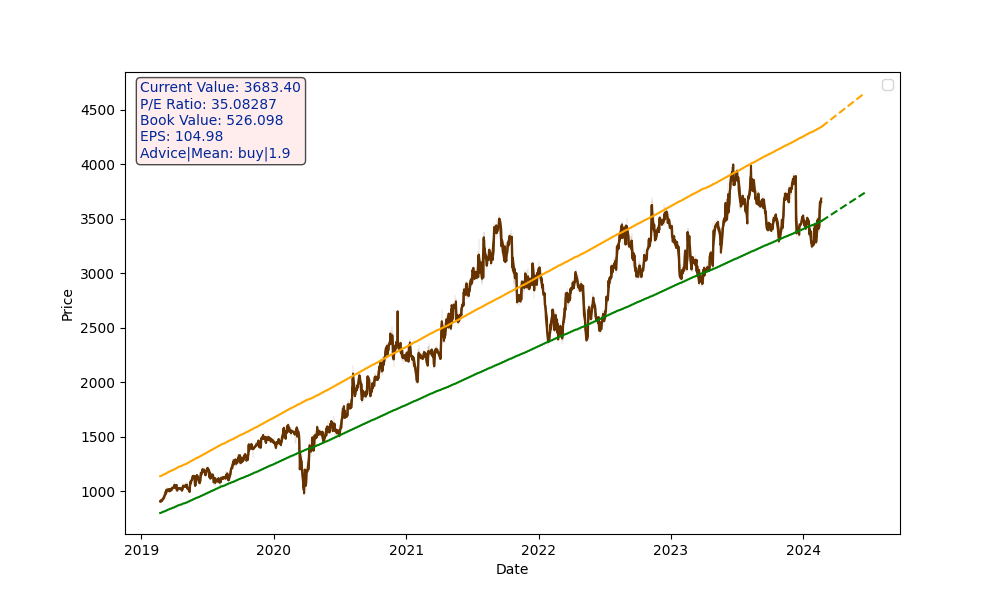 Current Value: 3683.40
P/E Ratio: 35.08287
Book Value: 526.098
EPS: 104.98
Advice|Mean: buy|1.9
4500
4000
3500
3000
2500
2000
1500
1000
Price
2019 2020 2021 2022 2023 2024
Date